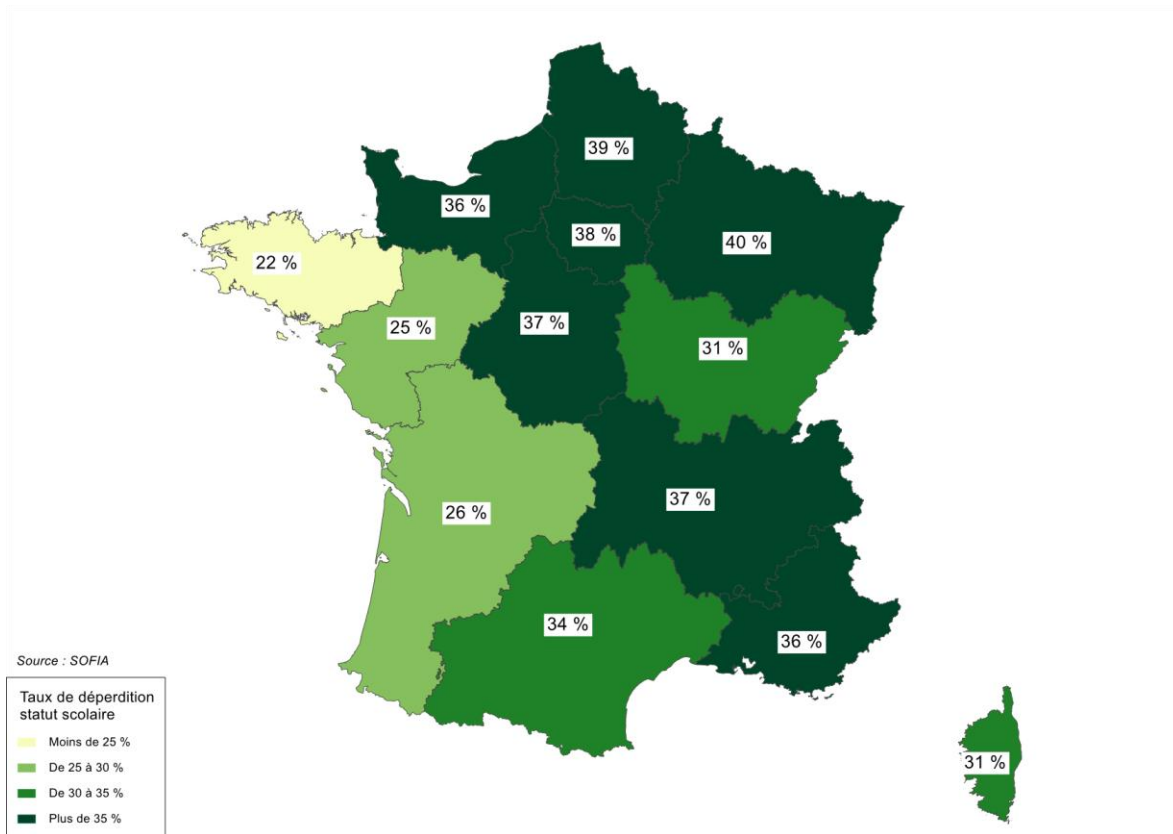 39 %
36 %
38 %
40 %
22 %
25 %
37 %
31 %
37 %
26 %
34 %
36 %
31 %
Source : SOFIA
Taux de déperdition
statut scolaire
Moins de 25 %
De 25 à 30 %
De 30 à 35 %
Plus de 35 %